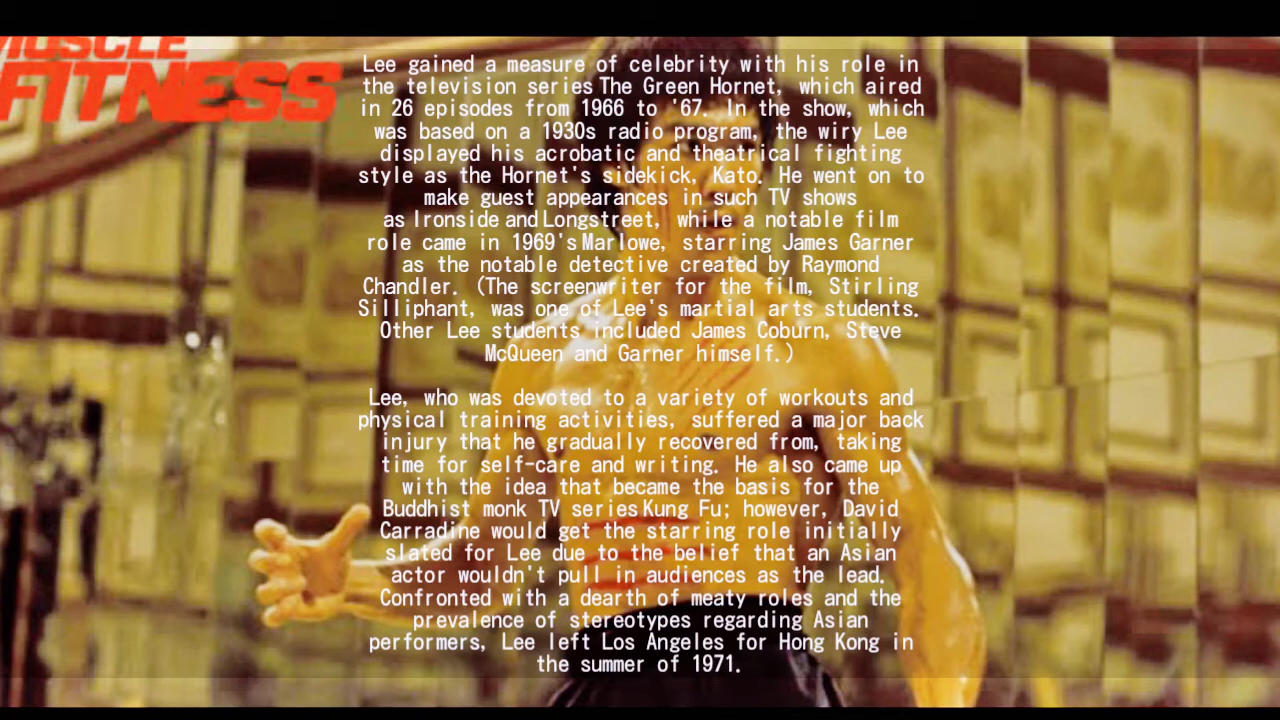 MUSCLE
FITNESS
Lee gained a measure of celebrity with his role in
the television series The Green Hornet, which aired
in 26 episodes from 1966 to '67. In the show, which
was based on a 1930s radio program, the wiry Lee
displayed his acrobatic and theatrical fighting
style as the Hornet's sidekick, Kato. He went on to
make guest appearances in such TV shows
as Ironside and Longstreet, while a notable film
role came in 1969's Marlowe, starring James Garner
as the notable detective created by Raymond
Chandler. (The screenwriter for the film, Stirling
Silliphant, was one of Lee's martial arts students.
Other Lee students included James Coburn, Steve
McQueen and Garner himself.)
Lee, who was devoted to a variety of workouts and
physical training activities, suffered a major back
injury that he gradually recovered from, taking
time for self-care and writing. He also came up
with the idea that became the basis for the
Buddhist monk TV series Kung Fu; however, David
Carradine would get the starring role initially
slated for Lee due to the belief that an Asian
actor wouldn't pull in audiences as the lead.
Confronted with a dearth of meaty roles and the
prevalence of stereotypes regarding Asian
performers, Lee left Los Angeles for Hong Kong in
the summer of 1971.